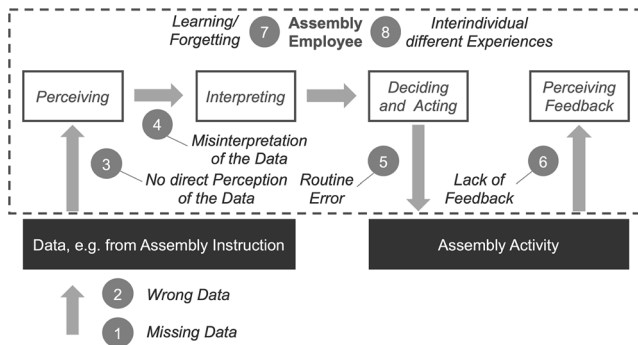 Learning/
Forgetting
7
Assembly
Employee
8
Interindividual
different Experiences
Perceiving
Interpreting
Deciding
and Acting
Perceiving
Feedback
4
Misinterpretation
of the Data
3
No direct Perception
of the Data
5
Routine
Error
6
Lack of
Feedback
Data, e.g. from Assembly Instruction
Assembly Activity
2
Wrong Data
1
Missing Data